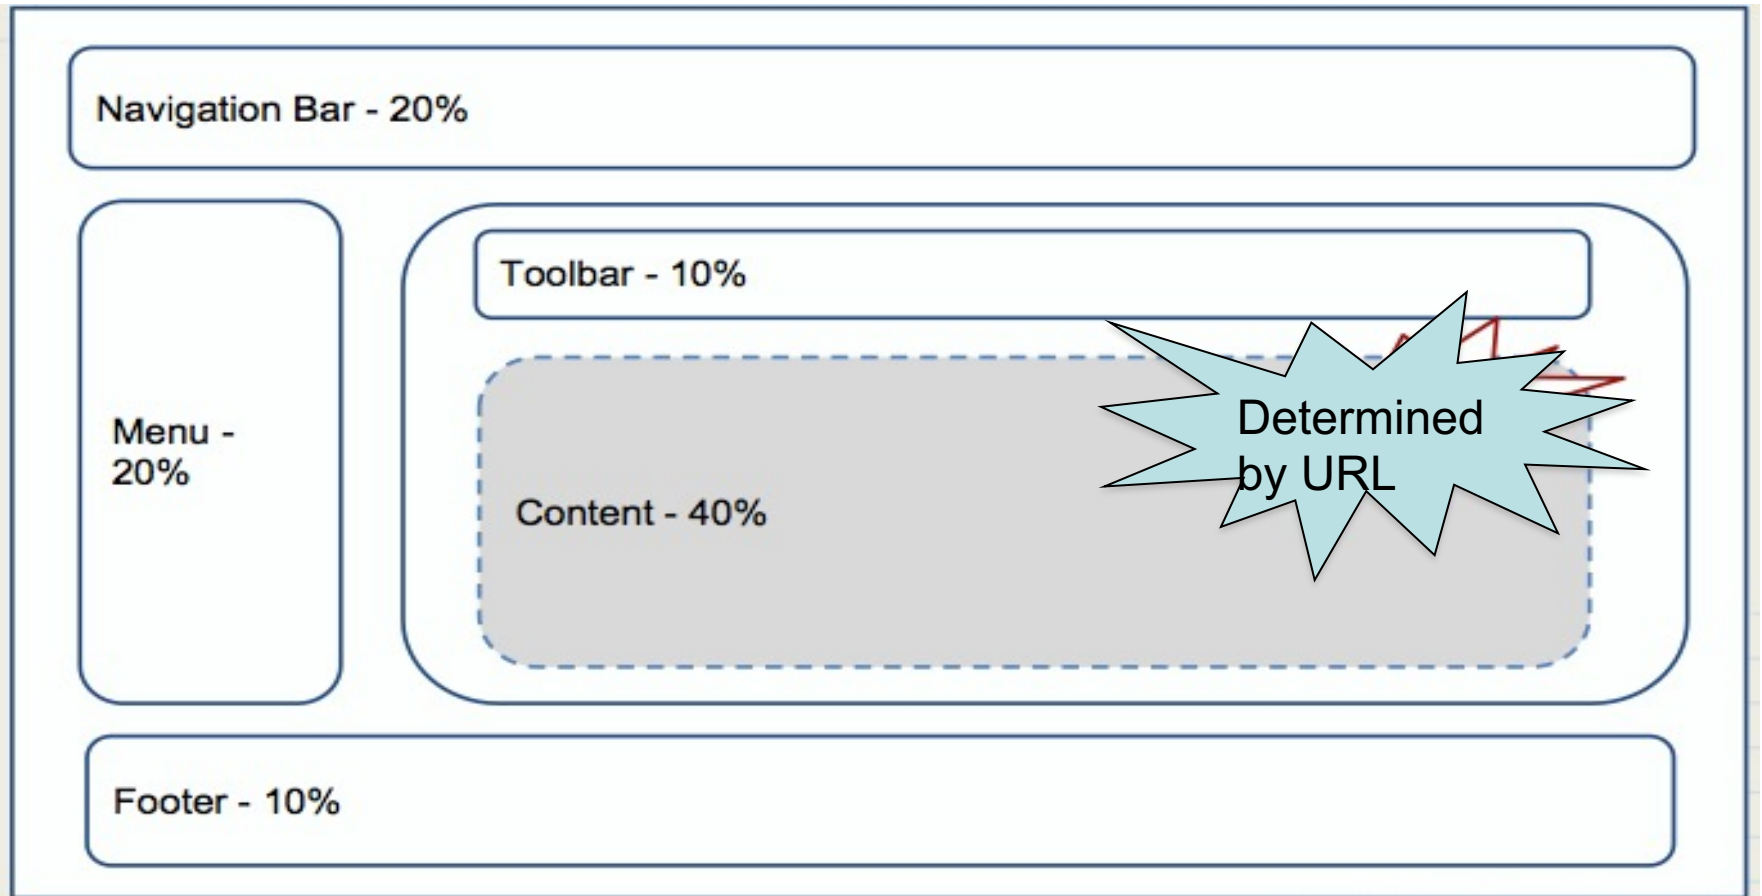 Navigation Bar - 20%
Toolbar - 10%
Menu -
20%
Content - 40%
Determined
by URL
Footer - 10%